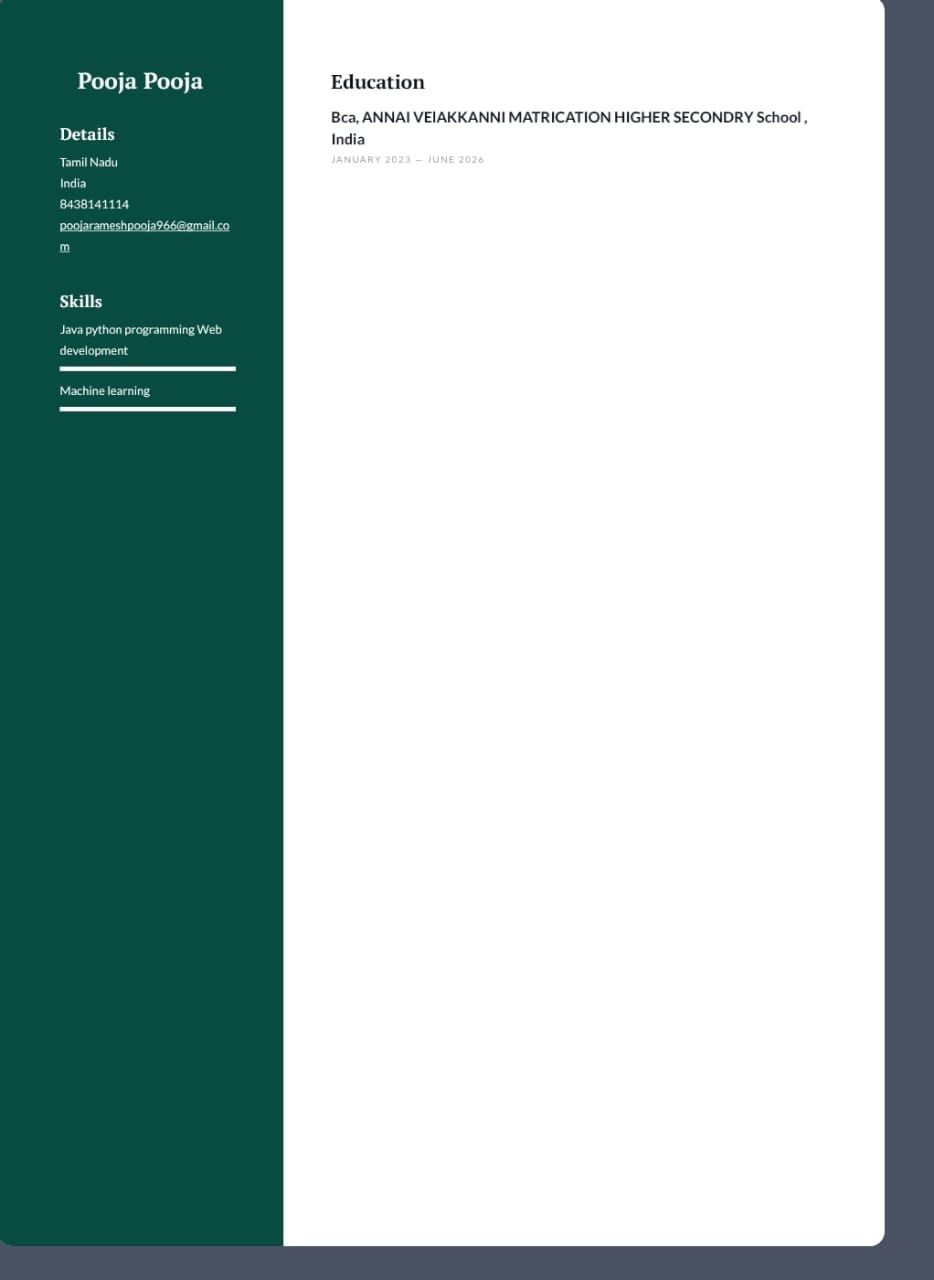 Pooja Pooja
Details
Tamil Nadu
India
8438141114
poojarameshpooja966@gmail.co
m
Skills
Java python programming Web
development
Machine learning
Education
Bca, ANNAI VEIAKKANNI MATRICATION HIGHER SECONDRY School ,
India
JANUARY 2023 — JUNE 2026